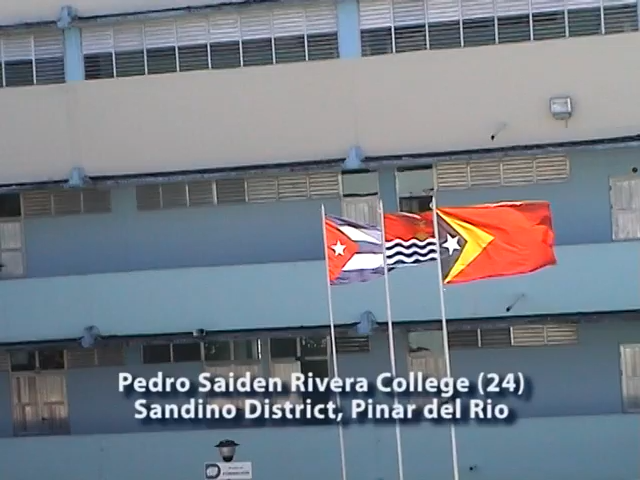 Pedro Saiden Rivera College (24)
Sandino District, Pinar del Rio